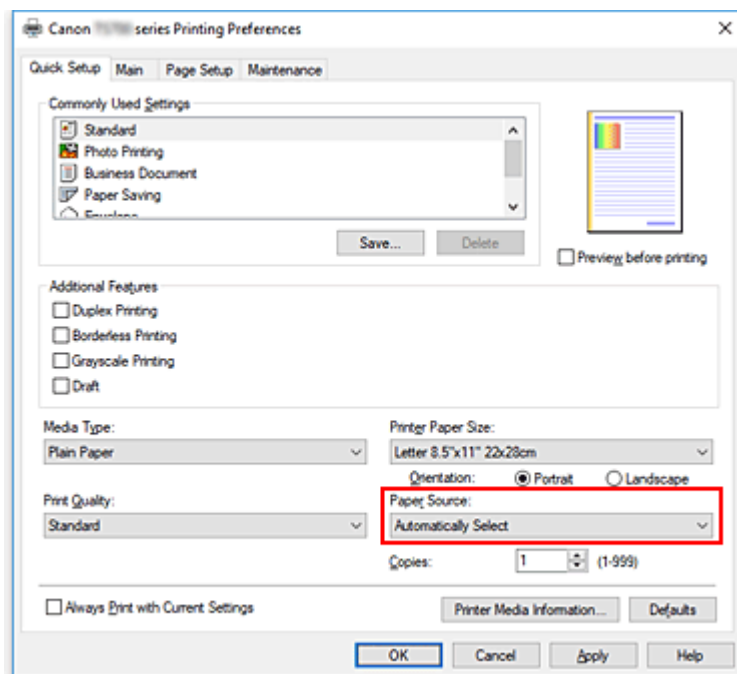 Canon series Printing Preferences
Quick Setup Main Page Setup Maintenance
Commonly Used Settings
Standard
Photo Printing
Business Document
Paper Saving
Save... Delete
Preview before printing
Additional Features
Duplex Printing
Borderless Printing
Grayscale Printing
Draft
Media Type: Printer Paper Size:
Plain Paper Letter 8.5"x11" 22x28cm
Orientation: Portrait Landscape
Print Quality: Paper Source:
Standard Automatically Select
Copies: 1 (1-999)
Always Print with Current Settings Printer Media Information... Defaults
OK Cancel Apply Help